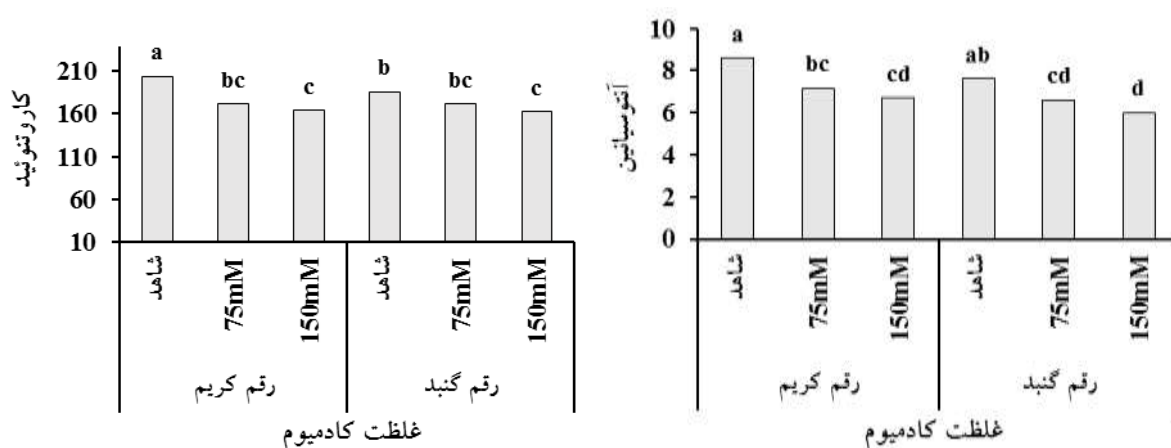 کاروتنوئید
210
160
110
60
10
a
bc
c
b
bc
c
شاهد
75mM
150mM
شاهد
75mM
150mM
رقم کریم
رقم گنبد
غلظت کادمیوم
آنتوسیانین
10
8
6
4
2
0
a
bc
cd
ab
cd
d
شاهد
75mM
150mM
شاهد
75mM
150mM
رقم کریم
رقم گنبد
غلظت کادمیوم